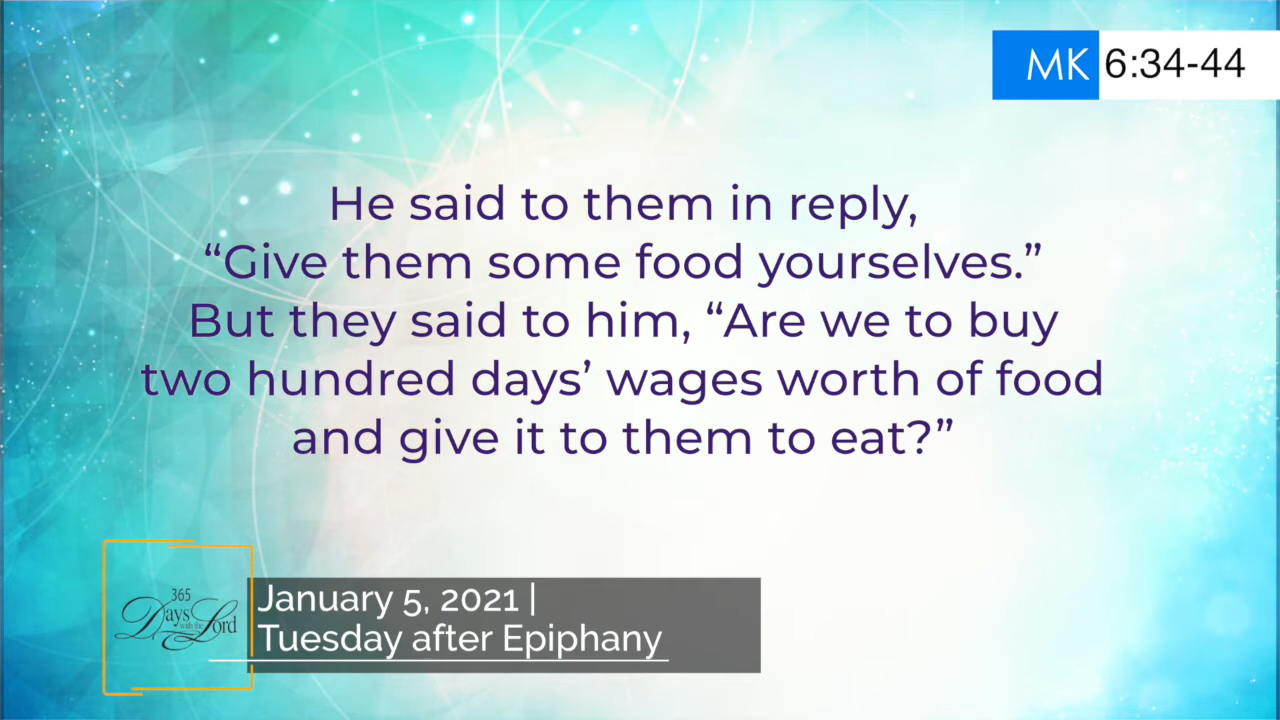 MK 6:34-44
He said to them in reply,
“Give them some food yourselves.”
But they said to him, “Are we to buy
two hundred days’ wages worth of food
and give it to them to eat?”
365
Days with the Lord
January 5, 2021 |
Tuesday after Epiphany